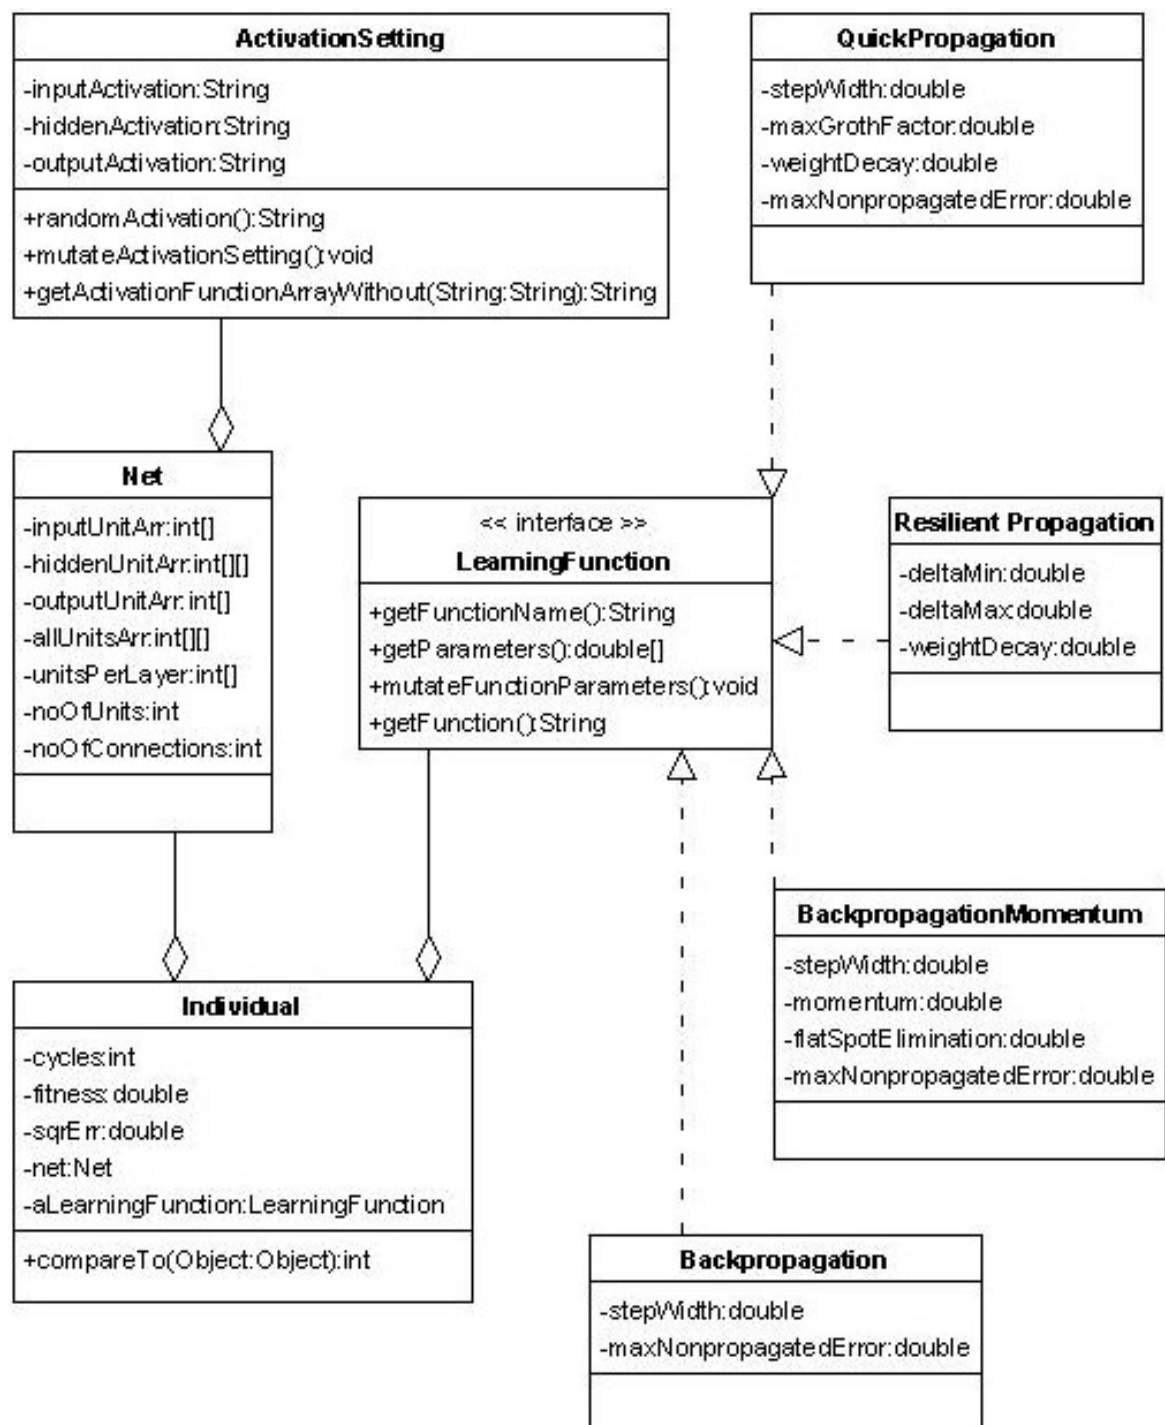 ActivationSetting
-inputActivation:String
-hiddenActivation:String
-outputActivation:String
+randomActivation():String
+mutateActivationSetting():void
+getActivationFunctionArrayWithout(String:String):String
QuickPropagation
-stepWidth:double
-maxGrothFactor:double
-weightDecay:double
-maxNonpropagatedError:double
Net
-inputUnitArr:int[]
-hiddenUnitArr:int[][]
-outputUnitArr:int[]
-allUnitsArr:int[][]
-unitsPerLayer:int[]
-noOfUnits:int
-noOfConnections:int
<< interface >>
LearningFunction
+getFunctionName():String
+getParameters():double[]
+mutateFunctionParameters():void
+getFunction():String
Resilient Propagation
-deltaMin:double
-deltaMax:double
-weightDecay:double
BackpropagationMomentum
-stepWidth:double
-momentum:double
-flatSpotElimination:double
-maxNonpropagatedError:double
Individual
-cycles:int
-fitness:double
-sqrErr:double
-net:Net
-aLearningFunction:LearningFunction
+compareTo(Object:Object):int
Backpropagation
-stepWidth:double
-maxNonpropagatedError:double